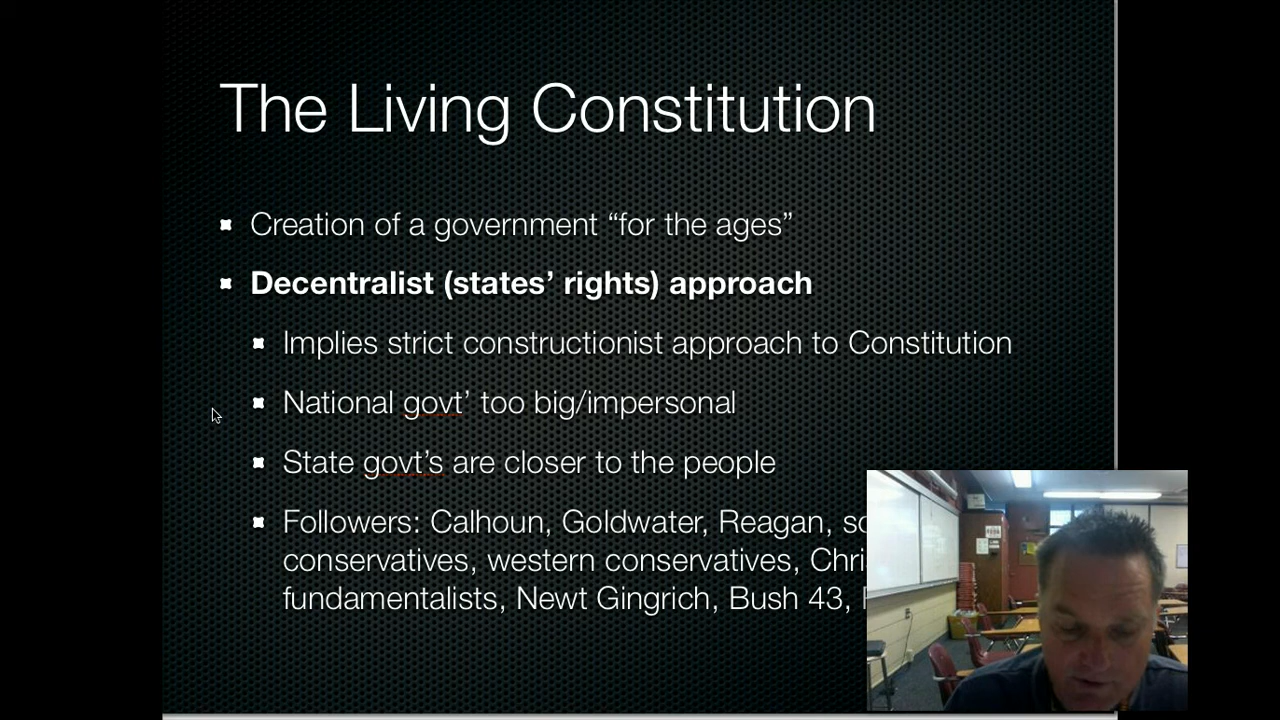 The Living Constitution
Creation of a government “for the ages”
Decentralist (states’ rights) approach
Implies strict constructionist approach to Constitution
National govt’ too big/impersonal
State govt’s are closer to the people
Followers: Calhoun, Goldwater, Reagan,
conservatives, western conservatives,
fundamentalists, Newt Gingrich, Bush 43,